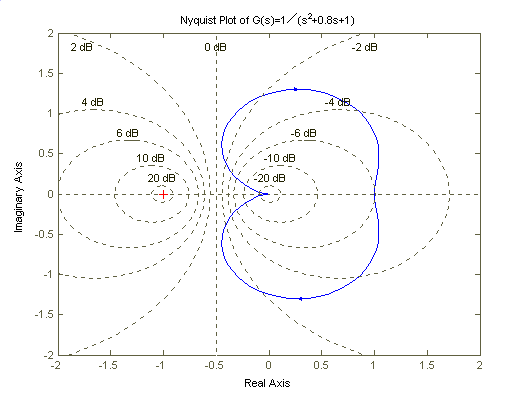 Nyquist Plot of G(s)=1／(s²+0.8s+1)
2
1.5
1
0.5
0
-0.5
-1
-1.5
-2
Imaginary Axis
2 dB
0 dB
-2 dB
4 dB
-4 dB
6 dB
-6 dB
10 dB
-10 dB
20 dB
-20 dB
-2
-1.5
-1
-0.5
0
0.5
1
1.5
2
Real Axis